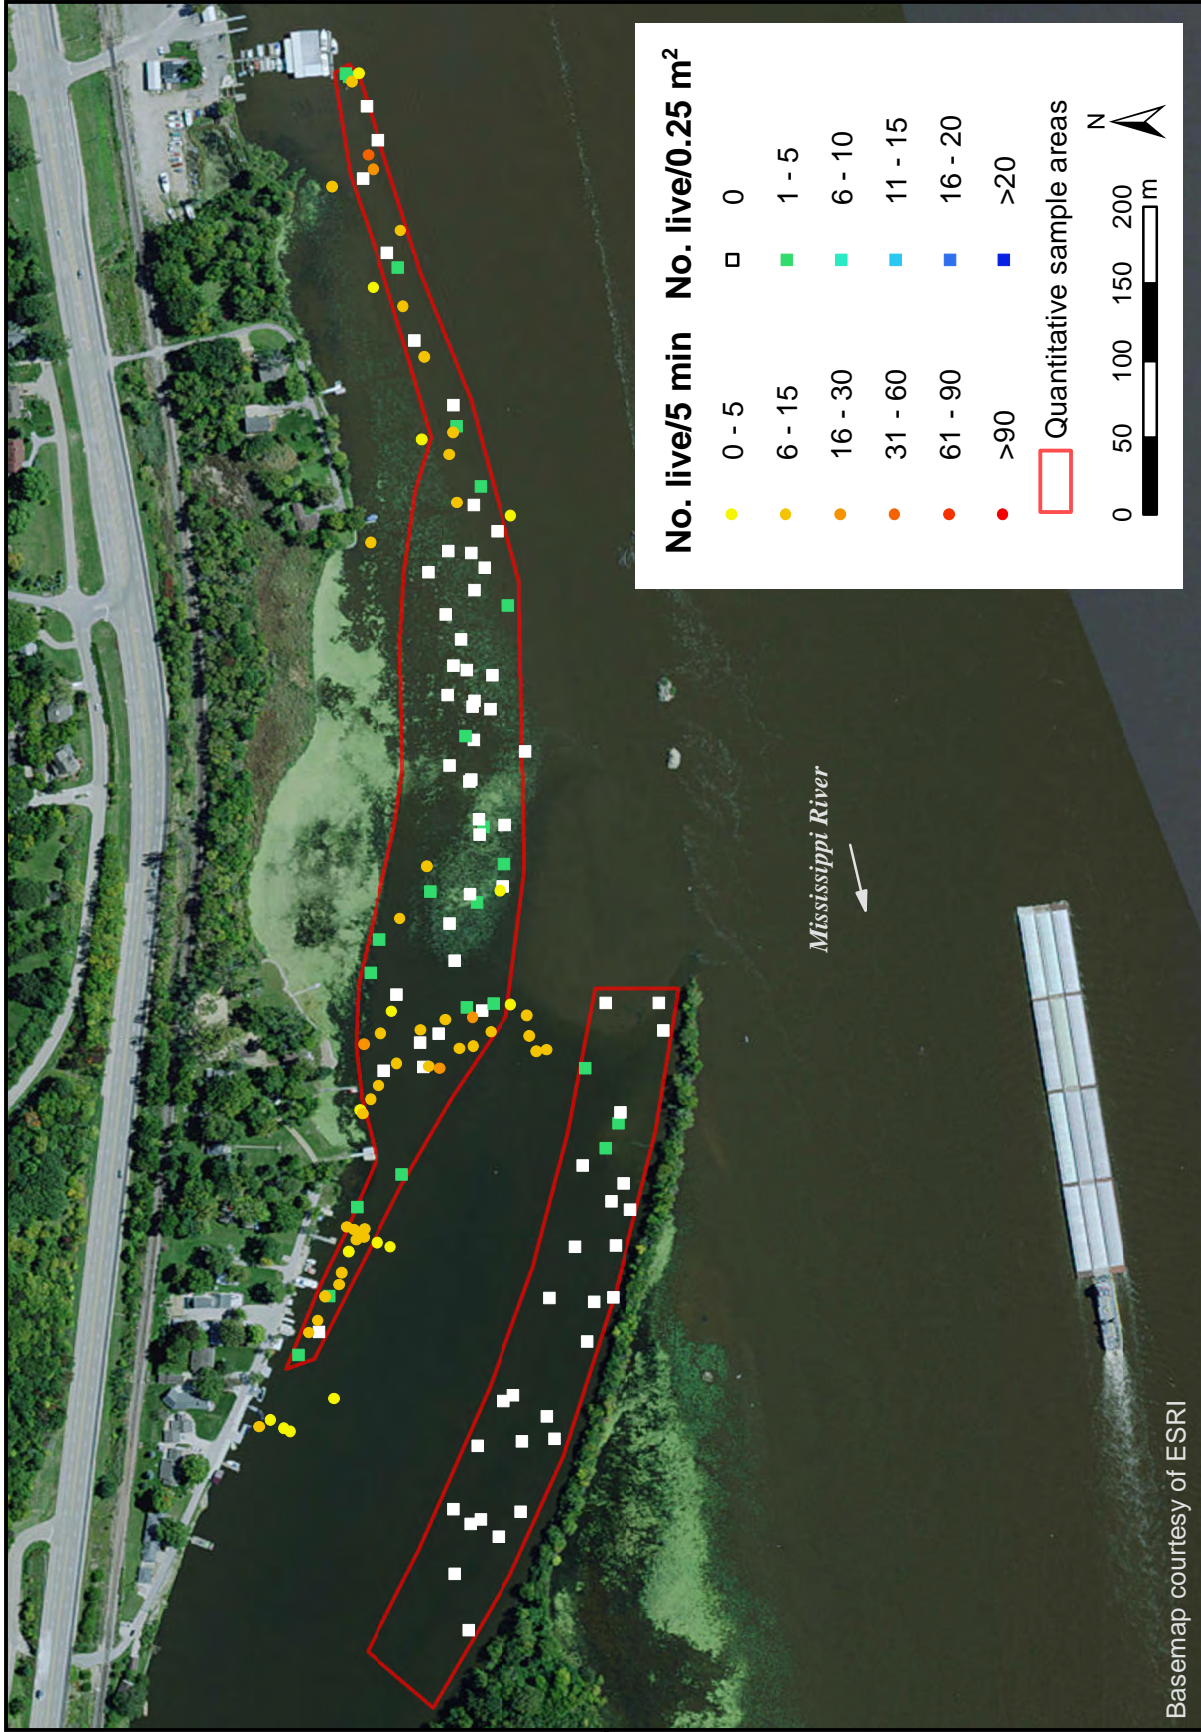 No. live/5 min
0 - 5
6 - 15
16 - 30
31 - 60
61 - 90
>90
No. live/0.25 m²
0
1 - 5
6 - 10
11 - 15
16 - 20
>20
Quantitative sample areas
N
0 50 100 150 200
m
Mississippi River
Basemap courtesy of ESRI